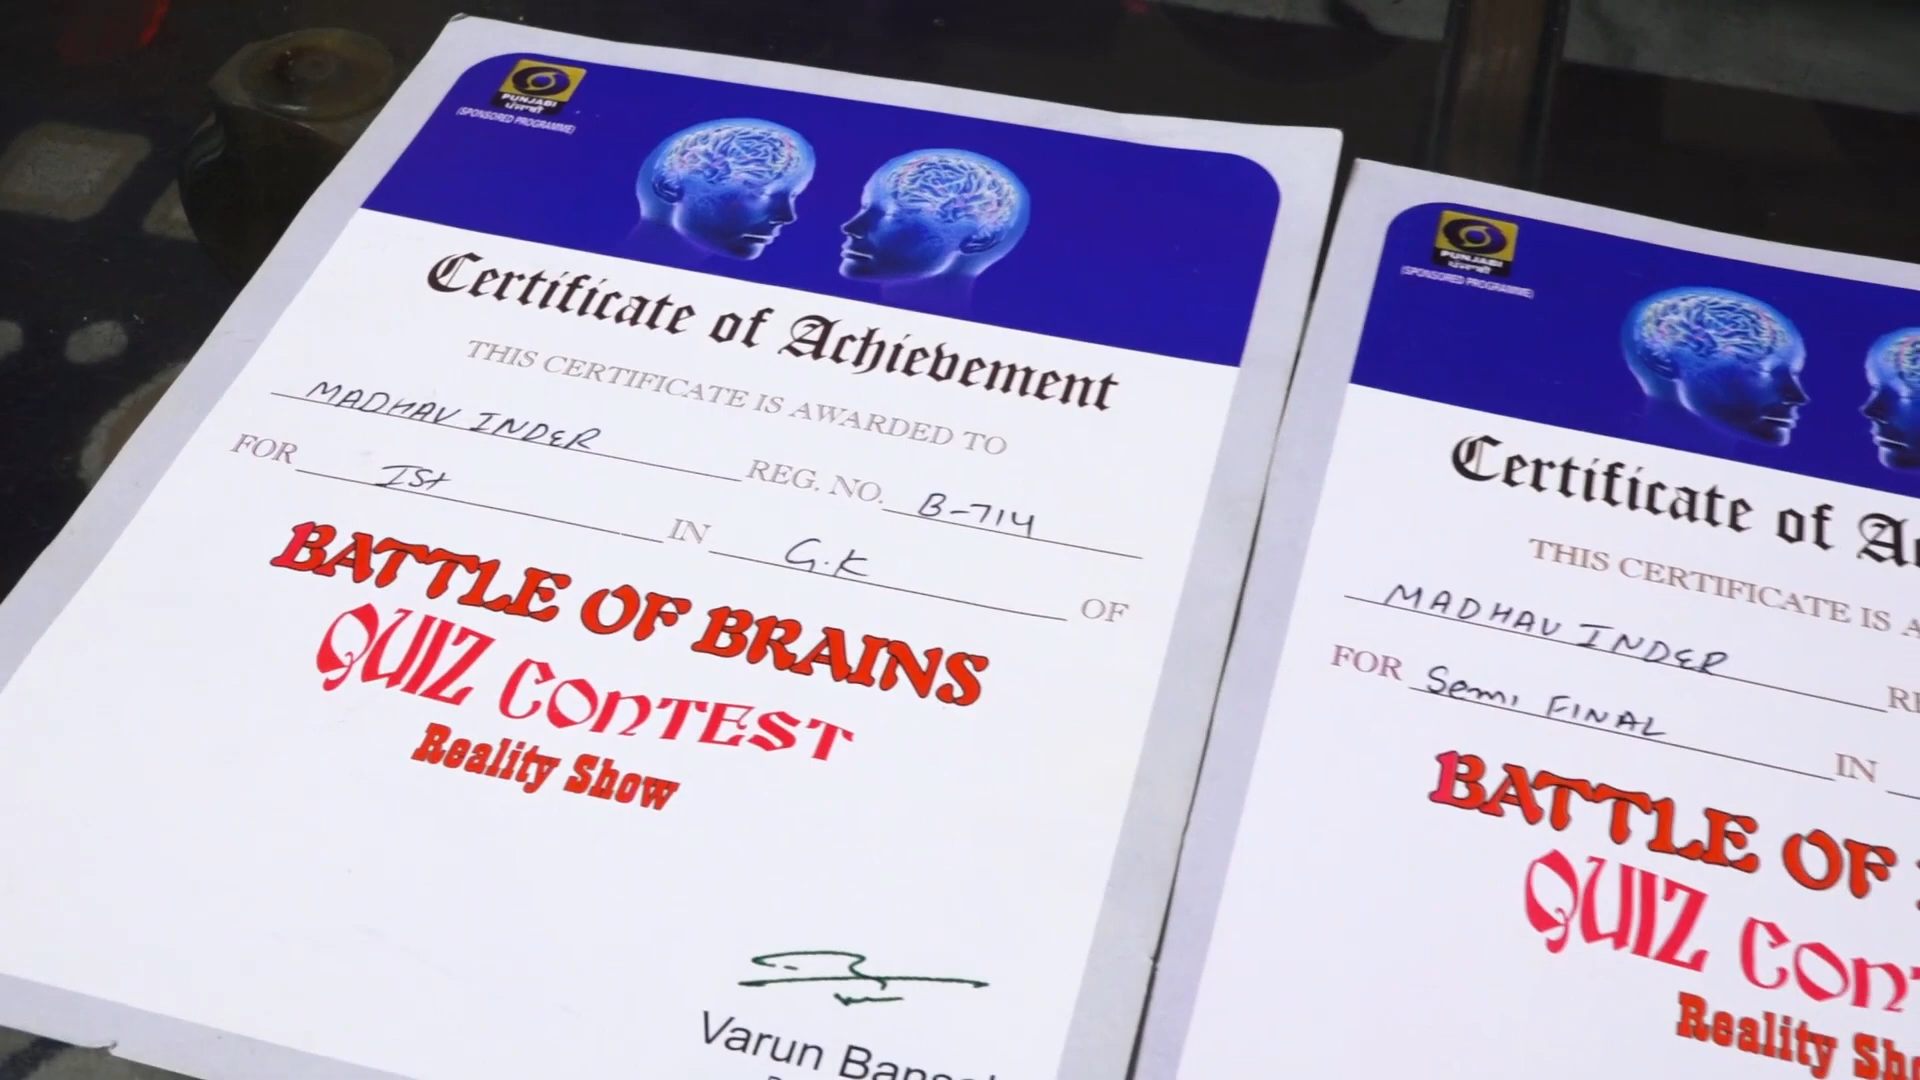 PUNJABI
ਪੰਜਾਬੀ
(SPONSORED PROGRAMME)
Certificate of Achievement
THIS CERTIFICATE IS AWARDED TO
MADHAV INDER REG. NO. B-714
FOR Ist IN G.K OF
BATTLE OF BRAINS
QUIZ CONTEST
Reality Show
Varun
PUNJABI
ਪੰਜਾਬੀ
(SPONSORED PROGRAMME)
Certificate of
THIS CERTIFICATE IS
MADHAV INDER
FOR Semi FINAL IN
BATTLE OF
QUIZ
Reality